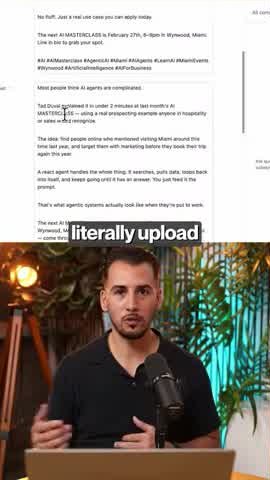 No fluff. Just a real use case you can apply today.
The next AI MASTERCLASS is February 27th, 6–9pm in Wynwood, Miami.
Link in bio to grab your spot.
#AI #AIMasterclass #AgenticAI #Miami #AIAgents #LearnAI #MiamiEvents
#Wynwood #ArtificialIntelligence #AIForBusiness
Most people think AI agents are complicated.
Tad Duval explained it in under 2 minutes at last month's AI
MASTERCLASS — using a real prospecting example anyone in hospitality
or sales would recognize.
The idea: find people online who mentioned visiting Miami around this
time last year, and target them with marketing before they book their trip
again this year.
A react agent handles the whole thing. It searches, pulls data, loops back
into itself, and keeps going until it has an answer. You just feed it the
prompt.
That's what agentic systems actually look like when they're put to work.
The next AI
Wynwood,
— come
literally upload